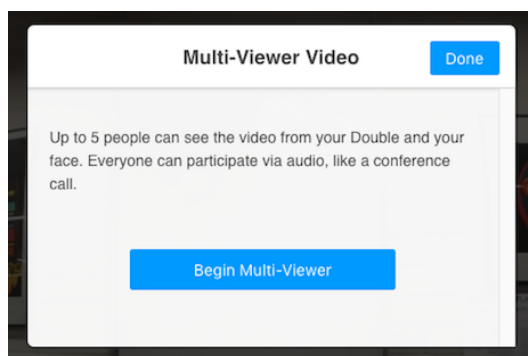 Multi-Viewer Video
Done
Up to 5 people can see the video from your Double and your
face. Everyone can participate via audio, like a conference
call.
Begin Multi-Viewer